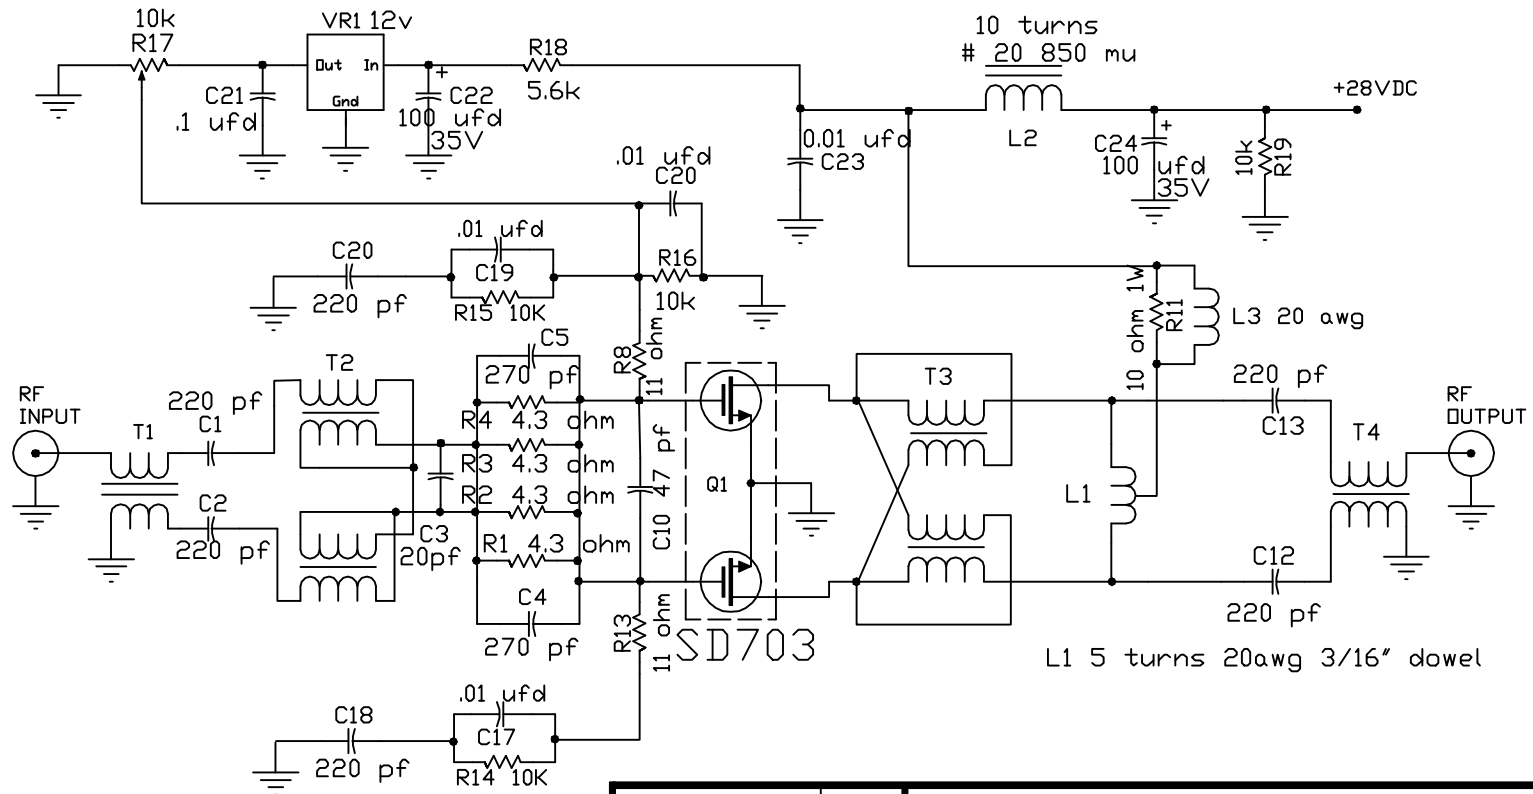 10k
R17
VR1 12v
Out In
Gnd
C21
.1 ufd
+
C22
100 ufd
35V
R18
5.6k
10 turns
# 20 850 mu
L2
+28VDC
0.01 ufd
C23
+
C24
100 ufd
35V
10k
R19
.01 ufd
C20
C20
220 pf
.01 ufd
C19
R15 10K
R16
10k
1W
10 ohm
R11
L3 20 awg
R8
11 ohm
C5
270 pf
T2
RF
INPUT
220 pf
C1
T1
R4 4.3 ohm
R3 4.3 ohm
R2 4.3 ohm
R1 4.3 ohm
C2
220 pf
C3
20pf
C10 47 pf
Q1
T3
L1
220 pf
C13
T4
RF
OUTPUT
C4
270 pf
R13
11 ohm
SD703
C12
220 pf
L1 5 turns 20awg 3/16" dowel
C18
220 pf
.01 ufd
C17
R14 10K